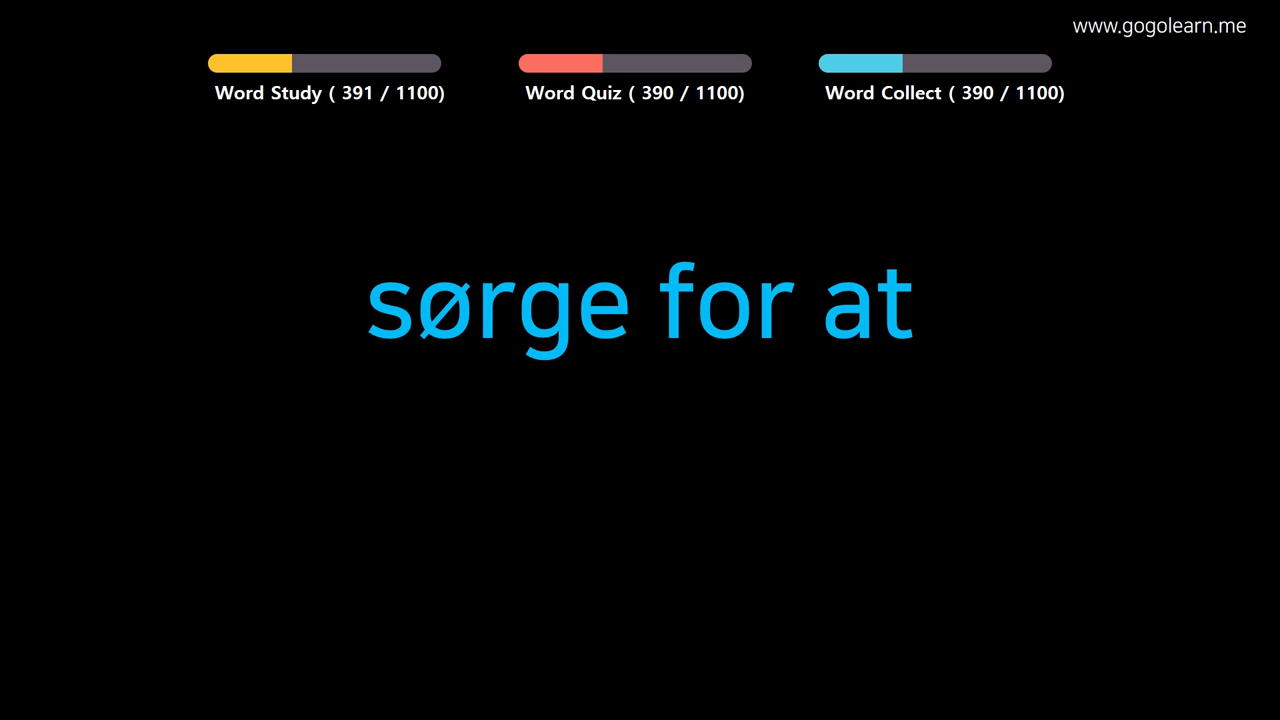 www.gogolearn.me
Word Study ( 391 / 1100)
Word Quiz ( 390 / 1100)
Word Collect ( 390 / 1100)
sørge for at